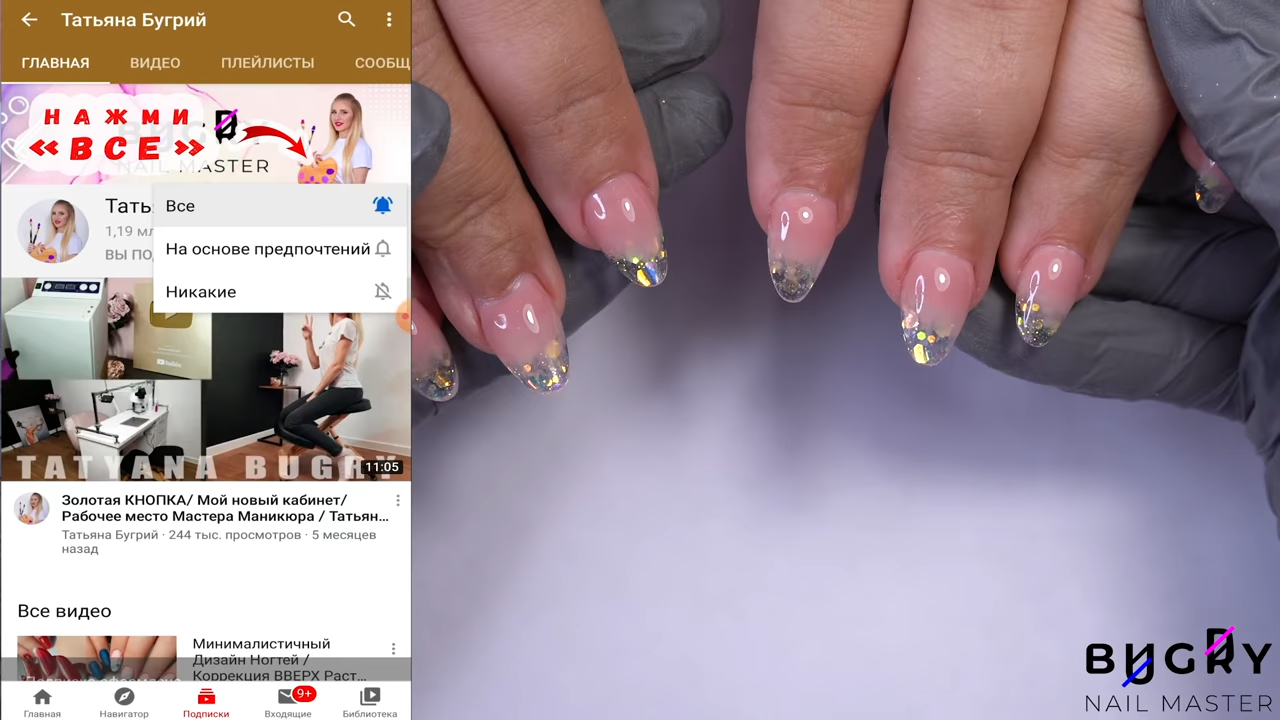 Татьяна Бугрий
ГЛАВНАЯ
ВИДЕО
ПЛЕЙЛИСТЫ
СООБЩ
НАЖМИ
«ВСЕ»
NAIL MASTER
Тать
1,19 мл
ВЫ ПО
Все
На основе предпочтений
Никакие
YouTube
TATYANA BUGRY
11:05
Золотая КНОПКА/ Мой новый кабинет/
Рабочее место Мастера Маникюра / Татьян...
Татьяна Бугрий · 244 тыс. просмотров · 5 месяцев
назад
Все видео
Минималистичный
Дизайн Ногтей /
Коррекция ВВЕРХ Раст...
Подписка оформлена
9+
Главная
Навигатор
Подписки
Входящие
Библиотека
BUGRY
NAIL MASTER